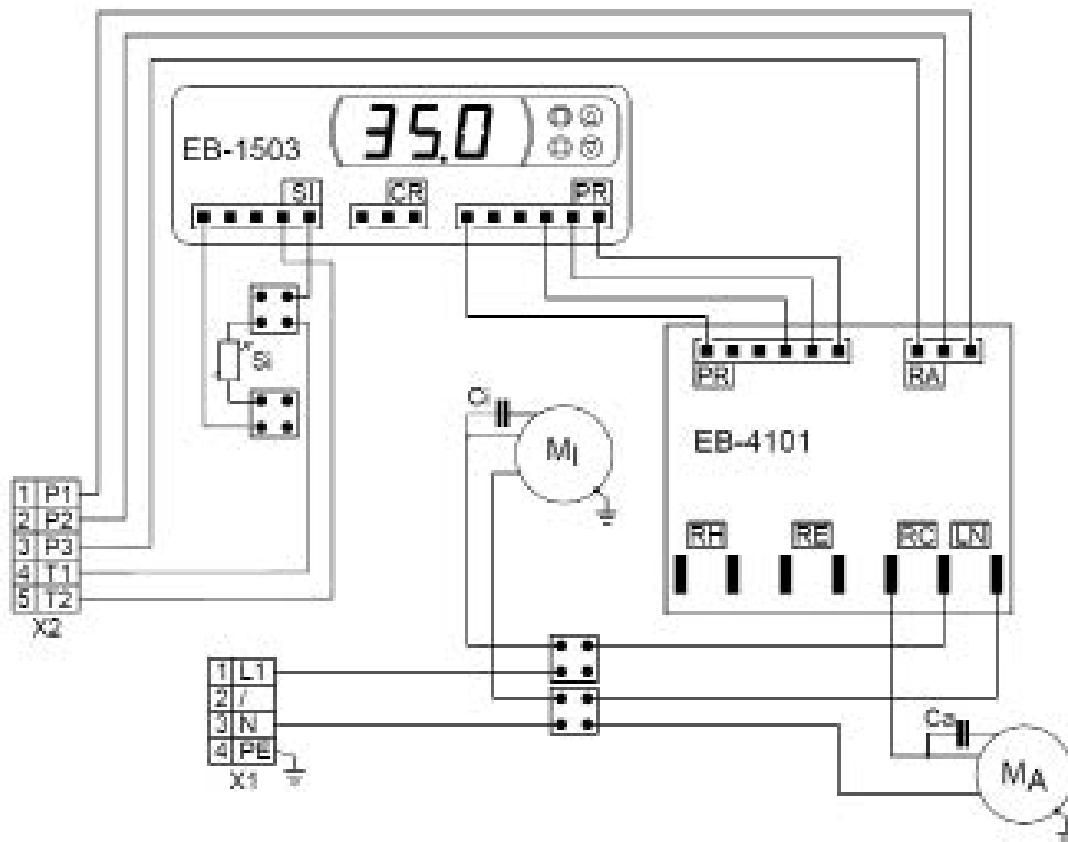 35.0
EB-1503
SI
CR
PR
Si
PR
RA
Ci
EB-4101
MI
1 P1
2 P2
3 P3
4 T1
5 T2
X2
RH
RE
RC
LN
1 L1
2 /
3 N
4 PE
X1
Ca
MA